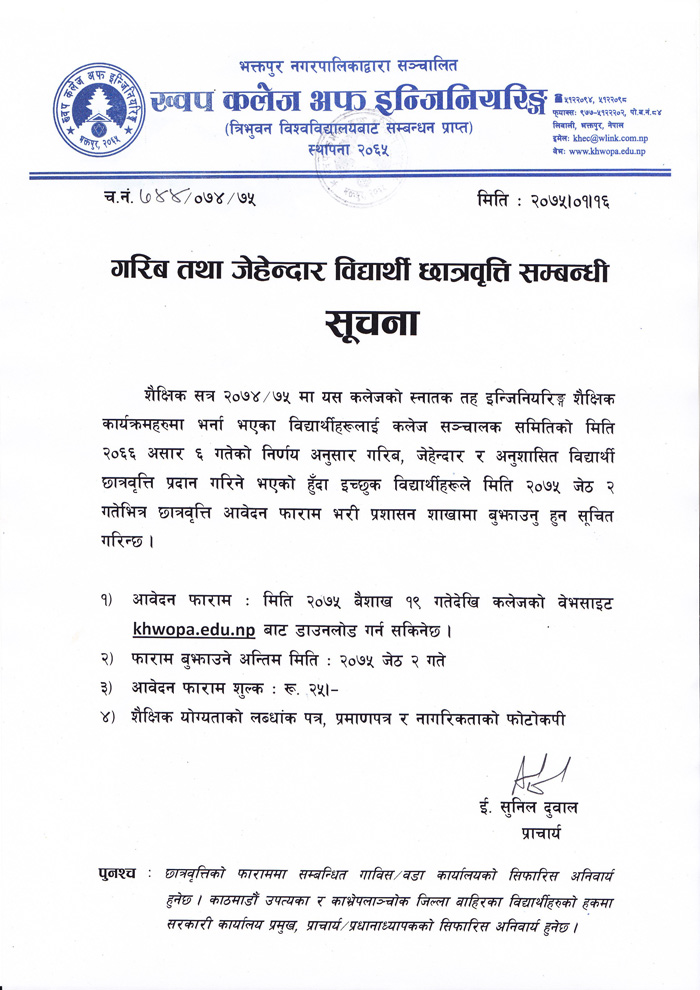 भक्तपुर नगरपालिकाद्वारा सञ्चालित
ख्वप कलेज अफ इन्जिनियरिङ्ग
(त्रिभुवन विश्वविद्यालयबाट सम्बन्धन प्राप्त)
स्थापना २०६५
ख्वप कलेज अफ इन्जिनियरिङ्ग
भक्तपुर, २०६५
☎ ५१२२०९४, ५१२२०९८
फ्याक्सः ९७७-५१२२२०२, पो.ब.नं.८४
लिवाली, भक्तपुर, नेपाल
इमेलः khec@wlink.com.np
वेभः www.khwopa.edu.np
च.नं. ७४४/०७४/७५
मिति : २०७५।०१।१६
गरिब तथा जेहेन्दार विद्यार्थी छात्रवृत्ति सम्बन्धी
सूचना
शैक्षिक सत्र २०७४/७५ मा यस कलेजको स्नातक तह इन्जिनियरिङ्ग शैक्षिक
कार्यक्रमहरुमा भर्ना भएका विद्यार्थीहरूलाई कलेज सञ्चालक समितिको मिति
२०६६ असार ६ गतेको निर्णय अनुसार गरिब, जेहेन्दार र अनुशासित विद्यार्थी
छात्रवृत्ति प्रदान गरिने भएको हुँदा इच्छुक विद्यार्थीहरूले मिति २०७५ जेठ २
गतेभित्र छात्रवृत्ति आवेदन फाराम भरी प्रशासन शाखामा बुझाउनु हुन सूचित
गरिन्छ ।
१) आवेदन फाराम : मिति २०७५ बैशाख १९ गतेदेखि कलेजको वेभसाइट
khwopa.edu.np बाट डाउनलोड गर्न सकिनेछ ।
२) फाराम बुझाउने अन्तिम मिति : २०७५ जेठ २ गते
३) आवेदन फाराम शुल्क : रू. २५।-
४) शैक्षिक योग्यताको लब्धांक पत्र, प्रमाणपत्र र नागरिकताको फोटोकपी
ई. सुनिल दुवाल
प्राचार्य
पुनश्च : छात्रवृत्तिको फाराममा सम्बन्धित गाविस/वडा कार्यालयको सिफारिस अनिवार्य
हुनेछ । काठमाडौं उपत्यका र काभ्रेपलाञ्चोक जिल्ला बाहिरका विद्यार्थीहरुको हकमा
सरकारी कार्यालय प्रमुख, प्राचार्य/प्रधानाध्यापकको सिफारिस अनिवार्य हुनेछ ।